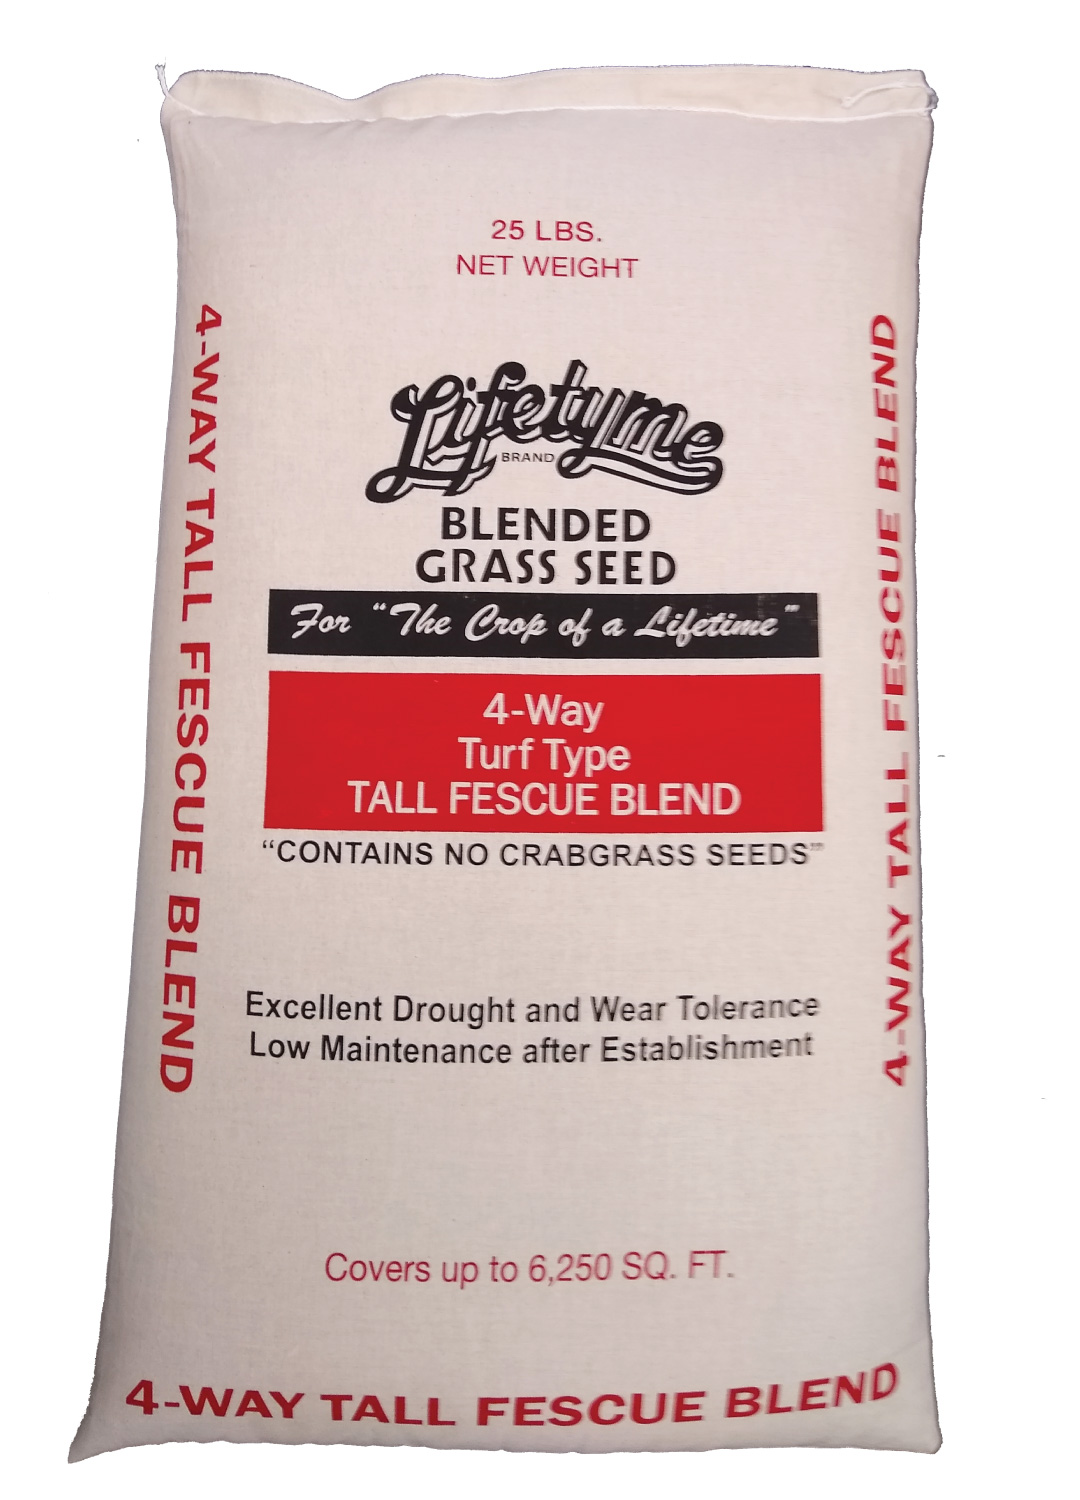 25 LBS.
NET WEIGHT
Lifetyme
BRAND
BLENDED
GRASS SEED
For "The Crop of a Lifetime"
4-Way
Turf Type
TALL FESCUE BLEND
"CONTAINS NO CRABGRASS SEEDS"
Excellent Drought and Wear Tolerance
Low Maintenance after Establishment
Covers up to 6,250 SQ. FT.
4-WAY TALL FESCUE BLEND
4-WAY TALL FESCUE BLEND
4-WAY TALL FESCUE BLEND